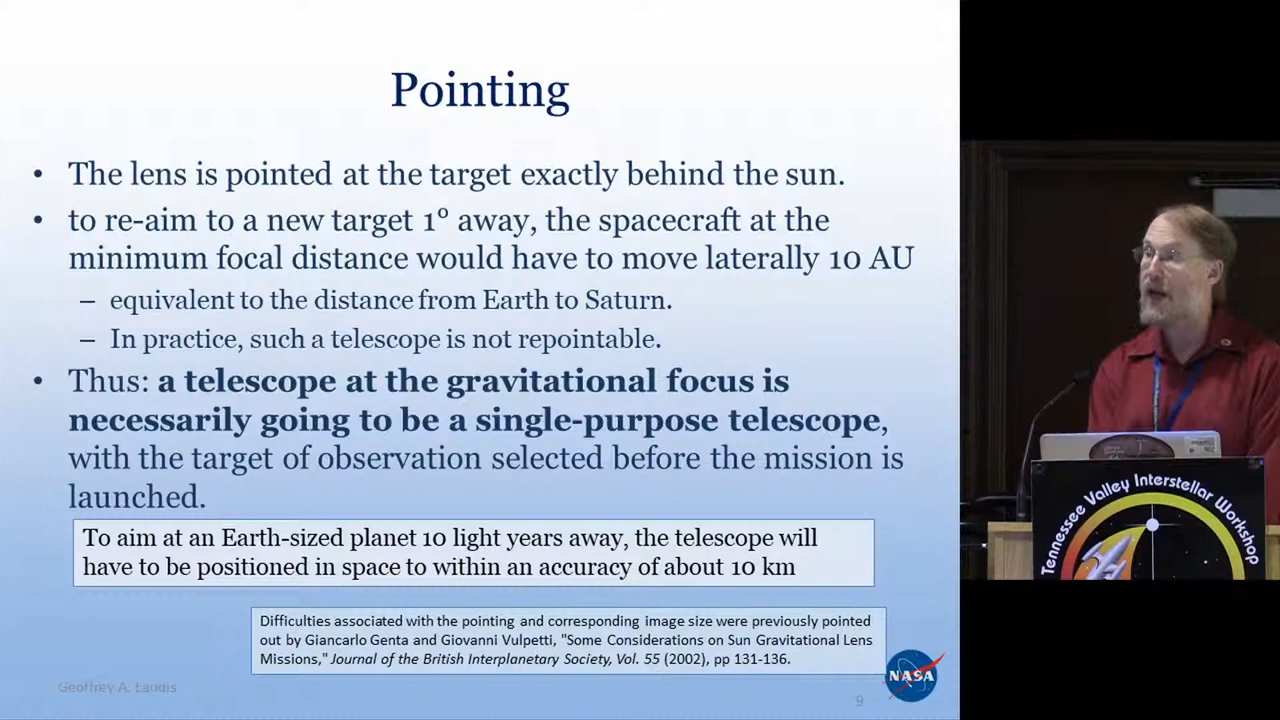 Pointing
• The lens is pointed at the target exactly behind the sun.
• to re-aim to a new target 1º away, the spacecraft at the
minimum focal distance would have to move laterally 10 AU
– equivalent to the distance from Earth to Saturn.
– In practice, such a telescope is not repointable.
• Thus: a telescope at the gravitational focus is
necessarily going to be a single-purpose telescope,
with the target of observation selected before the mission is
launched.
To aim at an Earth-sized planet 10 light years away, the telescope will
have to be positioned in space to within an accuracy of about 10 km
Difficulties associated with the pointing and corresponding image size were previously pointed
out by Giancarlo Genta and Giovanni Vulpetti, "Some Considerations on Sun Gravitational Lens
Missions," Journal of the British Interplanetary Society, Vol. 55 (2002), pp 131-136.
NASA
Geoffrey A. Landis
9
Tennessee Valley Interstellar Workshop